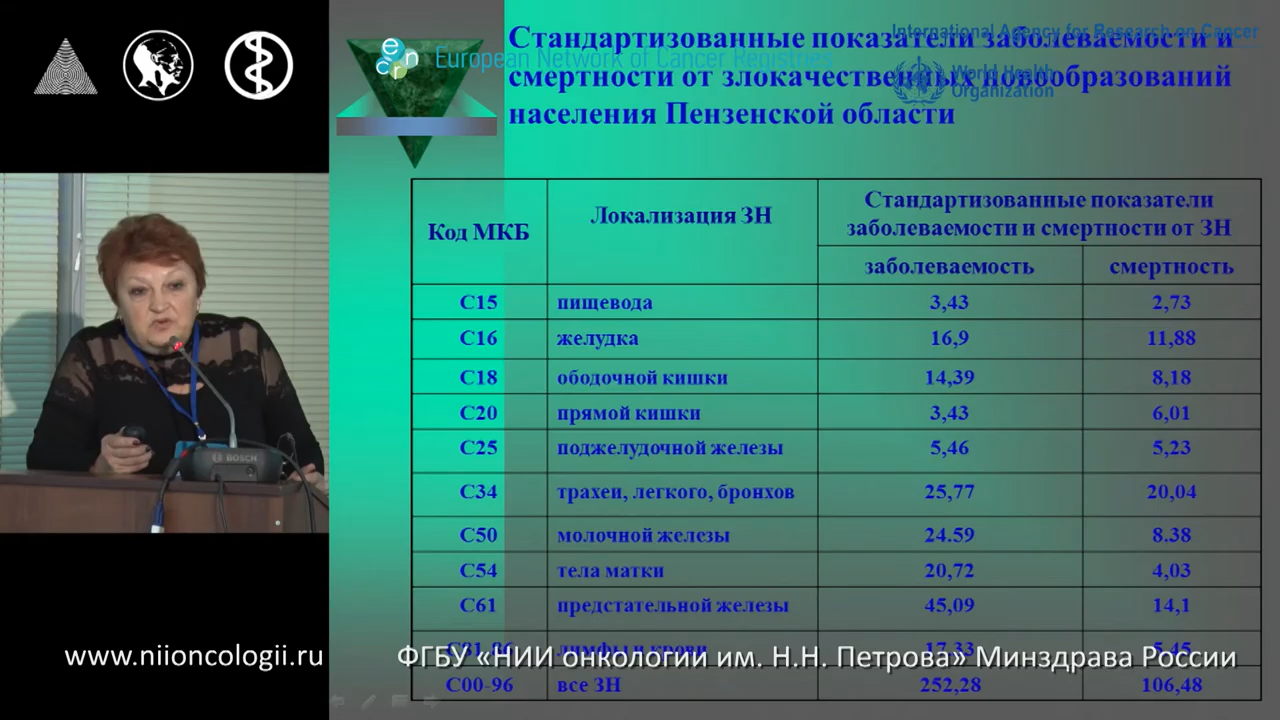 International Agency for Research on Cancer
Стандартизованные показатели заболеваемости и
European Network of Cancer Registries
смертности от злокачественных новообразований
World Health
Organization
населения Пензенской области
Код МКБ
Локализация ЗН
Стандартизованные показатели
заболеваемости и смертности от ЗН
заболеваемость смертность
С15 пищевода 3,43 2,73
С16 желудка 16,9 11,88
С18 ободочной кишки 14,39 8,18
С20 прямой кишки 3,43 6,01
С25 поджелудочной железы 5,46 5,23
С34 трахеи, легкого, бронхов 25,77 20,04
С50 молочной железы 24.59 8.38
С54 тела матки 20,72 4,03
С61 предстательной железы 45,09 14,1
лимфы и крови 17,33 5,45
С00-96 все ЗН 252,28 106,48
www.niioncologii.ru
ФГБУ «НИИ онкологии им. Н.Н. Петрова» Минздрава России
BOSCH